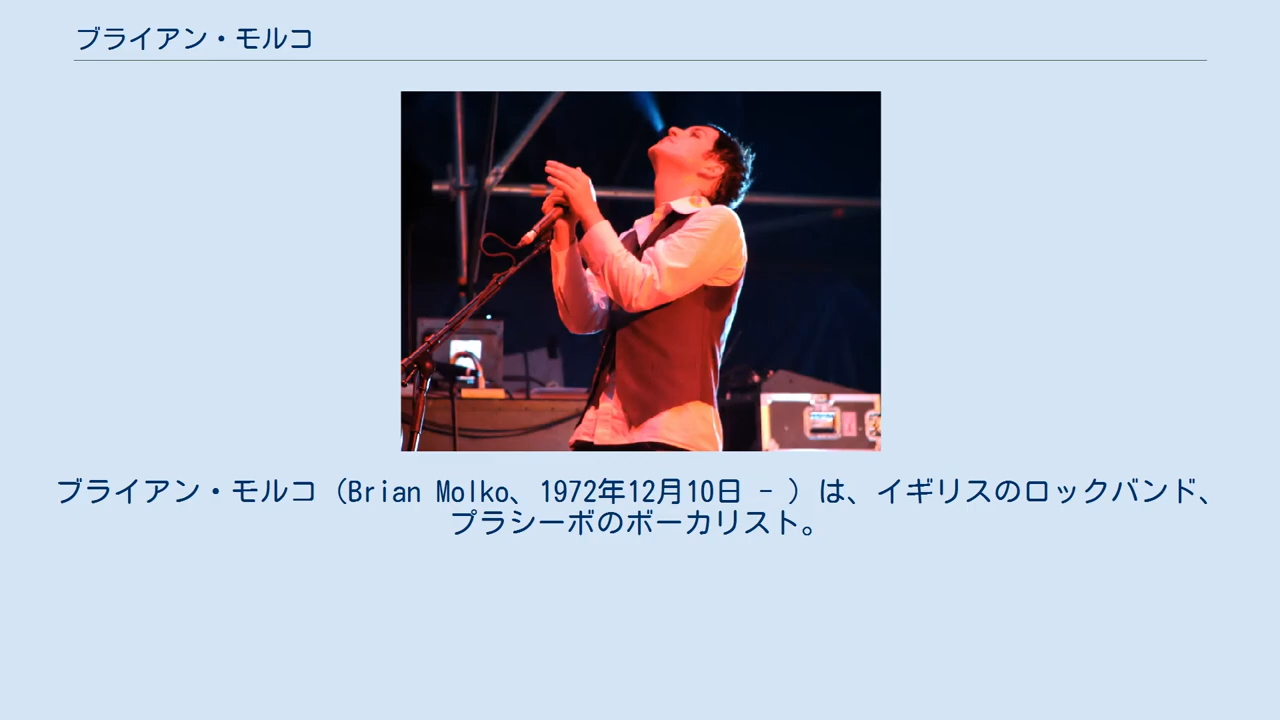 ブライアン・モルコ
ブライアン・モルコ（Brian Molko、1972年12月10日 - ）は、イギリスのロックバンド、
プラシーボのボーカリスト。